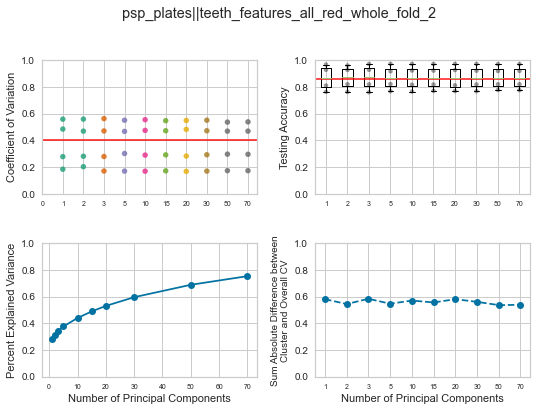 psp_plates||teeth_features_all_red_whole_fold_2
Coefficient of Variation
1.0
0.8
0.6
0.4
0.2
0.0
0 1 2 3 5 10 15 20 30 50 70
Testing Accuracy
1.0
0.8
0.6
0.4
0.2
0.0
1 2 3 5 10 15 20 30 50 70
Percent Explained Variance
1.0
0.8
0.6
0.4
0.2
0.0
0 10 20 30 40 50 60 70
Number of Principal Components
Sum Absolute Difference between
Cluster and Overall CV
1.0
0.8
0.6
0.4
0.2
0.0
1 2 3 5 10 15 20 30 50 70
Number of Principal Components